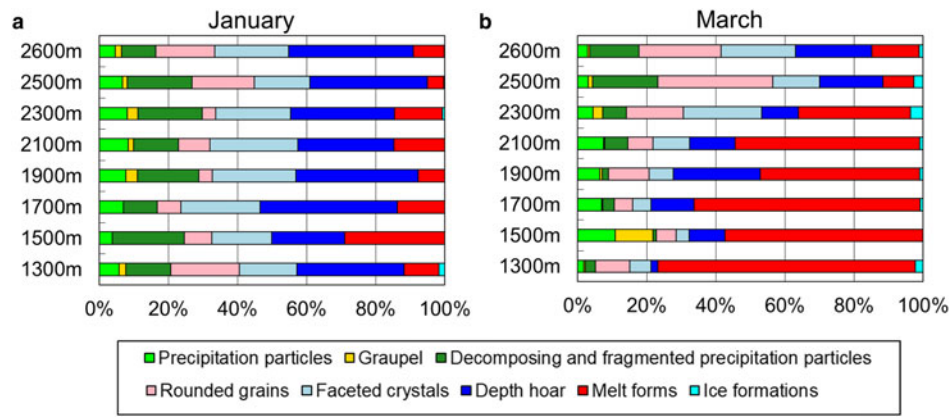 a
January
2600m
2500m
2300m
2100m
1900m
1700m
1500m
1300m
0% 20% 40% 60% 80% 100%
b
March
2600m
2500m
2300m
2100m
1900m
1700m
1500m
1300m
0% 20% 40% 60% 80% 100%
Precipitation particles Graupel Decomposing and fragmented precipitation particles
Rounded grains Faceted crystals Depth hoar Melt forms Ice formations